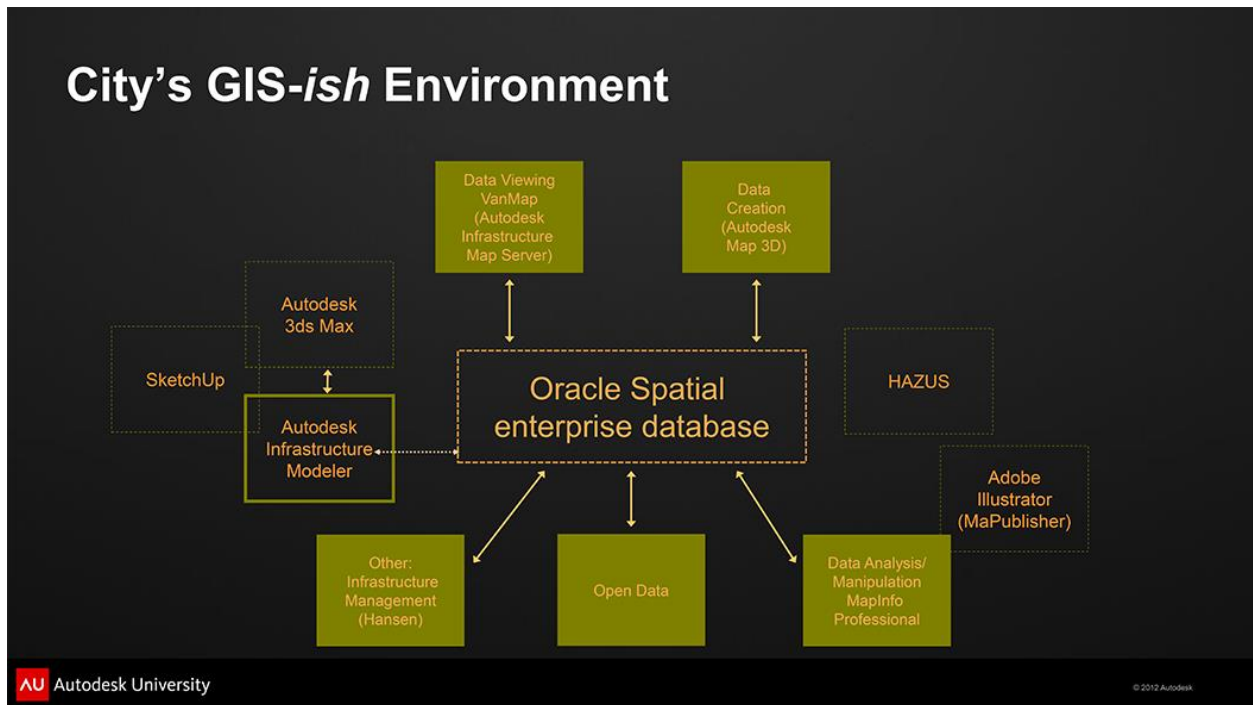 City's GIS-ish Environment
Data Viewing
VanMap
(Autodesk
Infrastructure
Map Server)
Data
Creation
(Autodesk
Map 3D)
Autodesk
3ds Max
SketchUp
Autodesk
Infrastructure
Modeler
Oracle Spatial
enterprise database
HAZUS
Adobe
Illustrator
(MaPublisher)
Other:
Infrastructure
Management
(Hansen)
Open Data
Data Analysis/
Manipulation
MapInfo
Professional
AU Autodesk University
© 2012 Autodesk